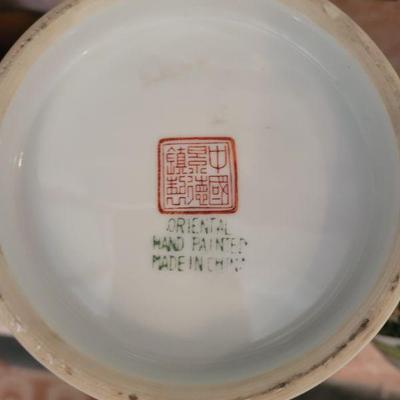 中國
景德
鎮製
ORIENTAL
HAND PAINTED
MADE IN CHINA